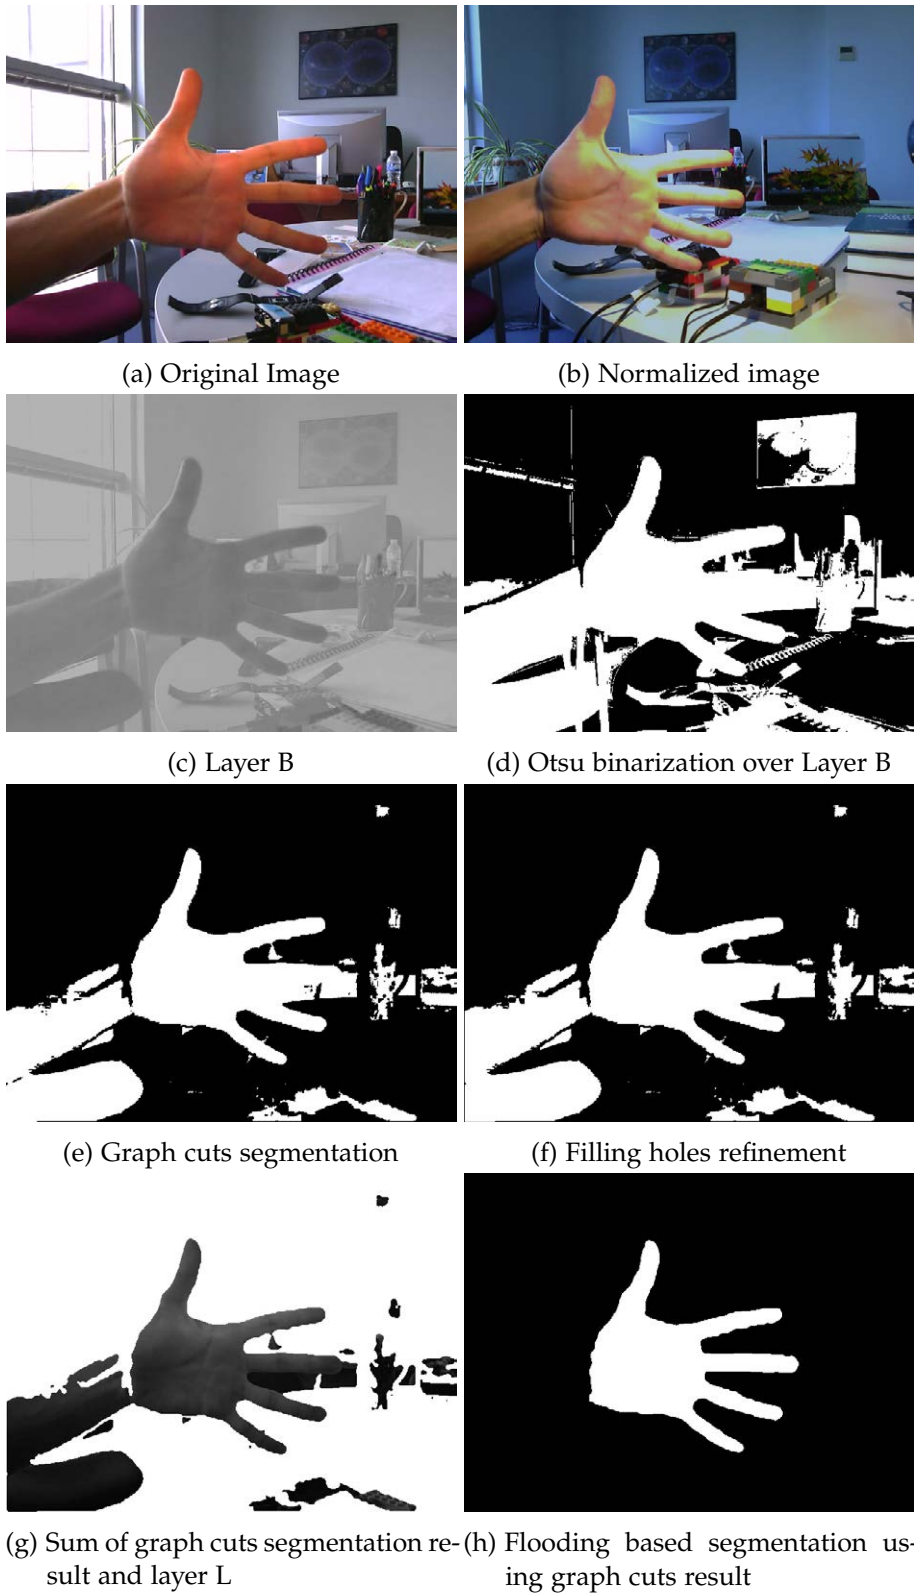 (a) Original Image
(b) Normalized image
(c) Layer B
(d) Otsu binarization over Layer B
(e) Graph cuts segmentation
(f) Filling holes refinement
(g) Sum of graph cuts segmentation re-
sult and layer L
(h) Flooding based segmentation us-
ing graph cuts result